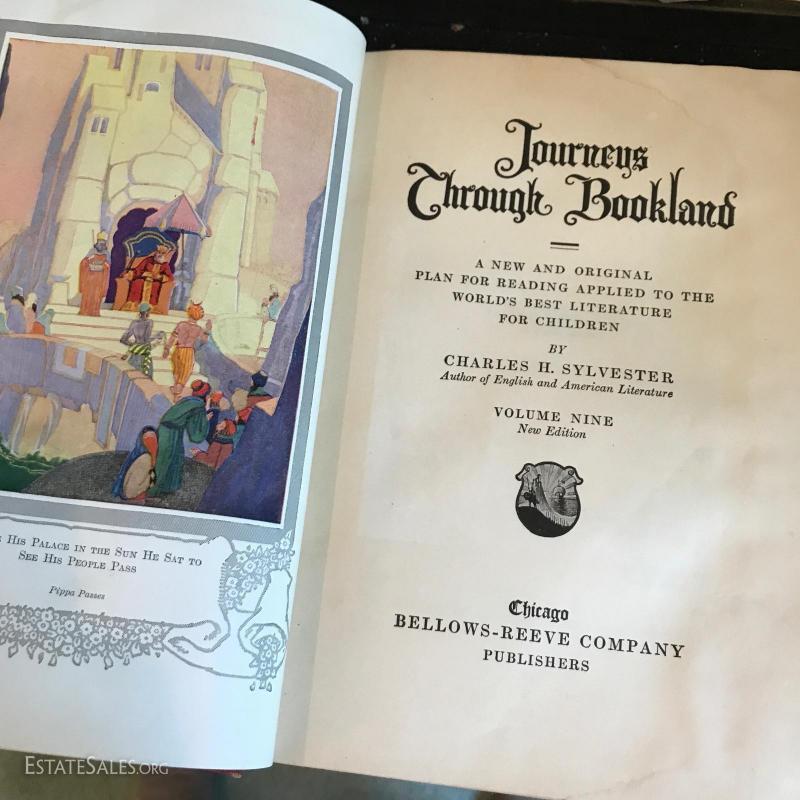 His Palace in the Sun He Sat to
See His People Pass
Pippa Passes
Journeys
Through Bookland
A NEW AND ORIGINAL
PLAN FOR READING APPLIED TO THE
WORLD'S BEST LITERATURE
FOR CHILDREN
BY
CHARLES H. SYLVESTER
Author of English and American Literature
VOLUME NINE
New Edition
Chicago
BELLOWS-REEVE COMPANY
PUBLISHERS
ESTATESALES.ORG